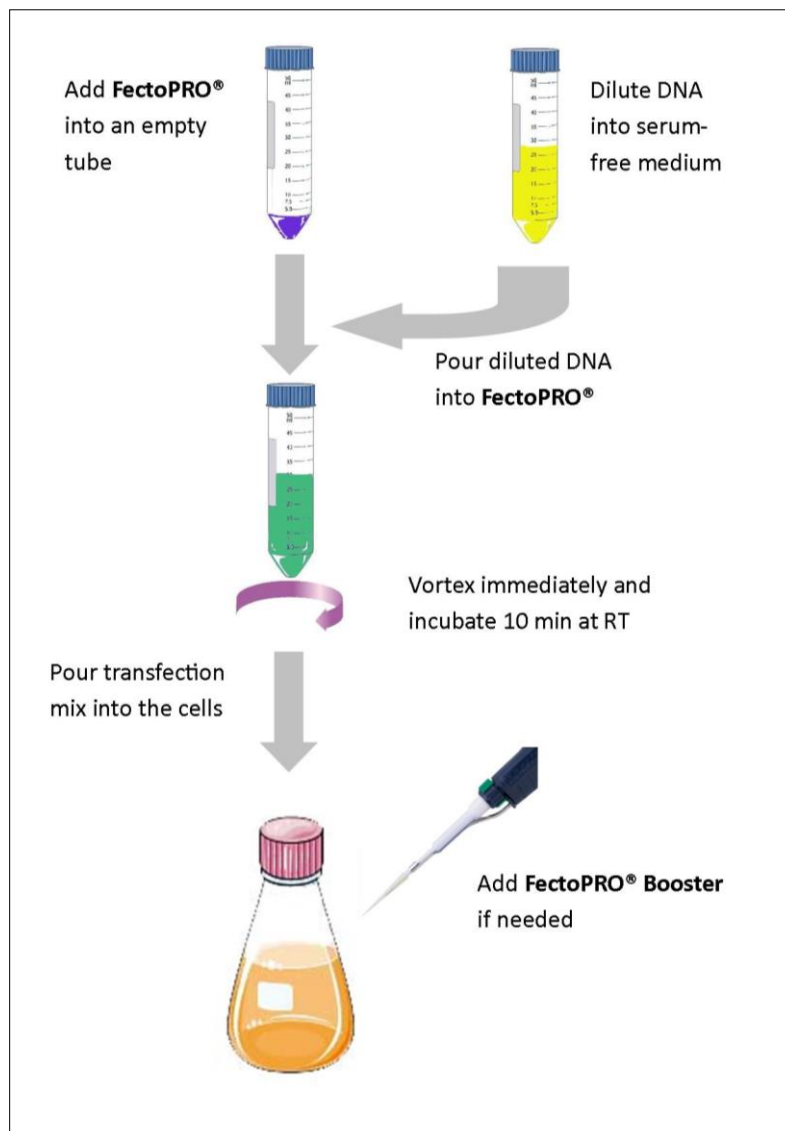 Add FectoPRO®
into an empty
tube
Dilute DNA
into serum-
free medium
Pour diluted DNA
into FectoPRO®
Vortex immediately and
incubate 10 min at RT
Pour transfection
mix into the cells
Add FectoPRO® Booster
if needed